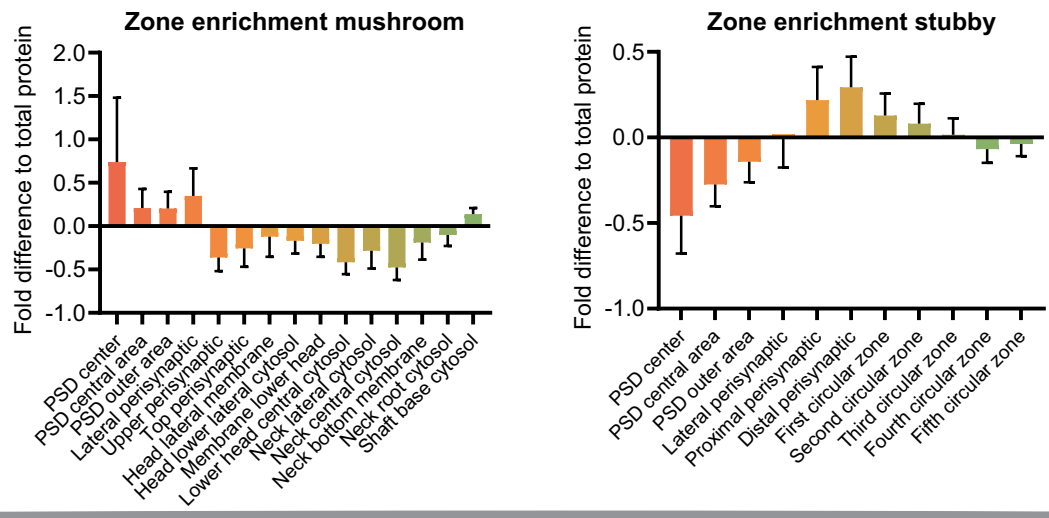 Zone enrichment mushroom
Fold difference to total protein
2.0
1.5
1.0
0.5
0.0
-0.5
-1.0
PSD center
PSD central area
PSD outer area
Lateral perisynaptic
Upper perisynaptic
Top perisynaptic
Head lateral membrane
Head lower lateral cytosol
Membrane lower head
Lower head central cytosol
Neck lateral cytosol
Neck central cytosol
Neck bottom membrane
Neck root cytosol
Shaft base cytosol
Zone enrichment stubby
Fold difference to total protein
0.5
0.0
-0.5
-1.0
PSD center
PSD central area
PSD outer area
Lateral perisynaptic
Proximal perisynaptic
Distal perisynaptic
First circular zone
Second circular zone
Third circular zone
Fourth circular zone
Fifth circular zone